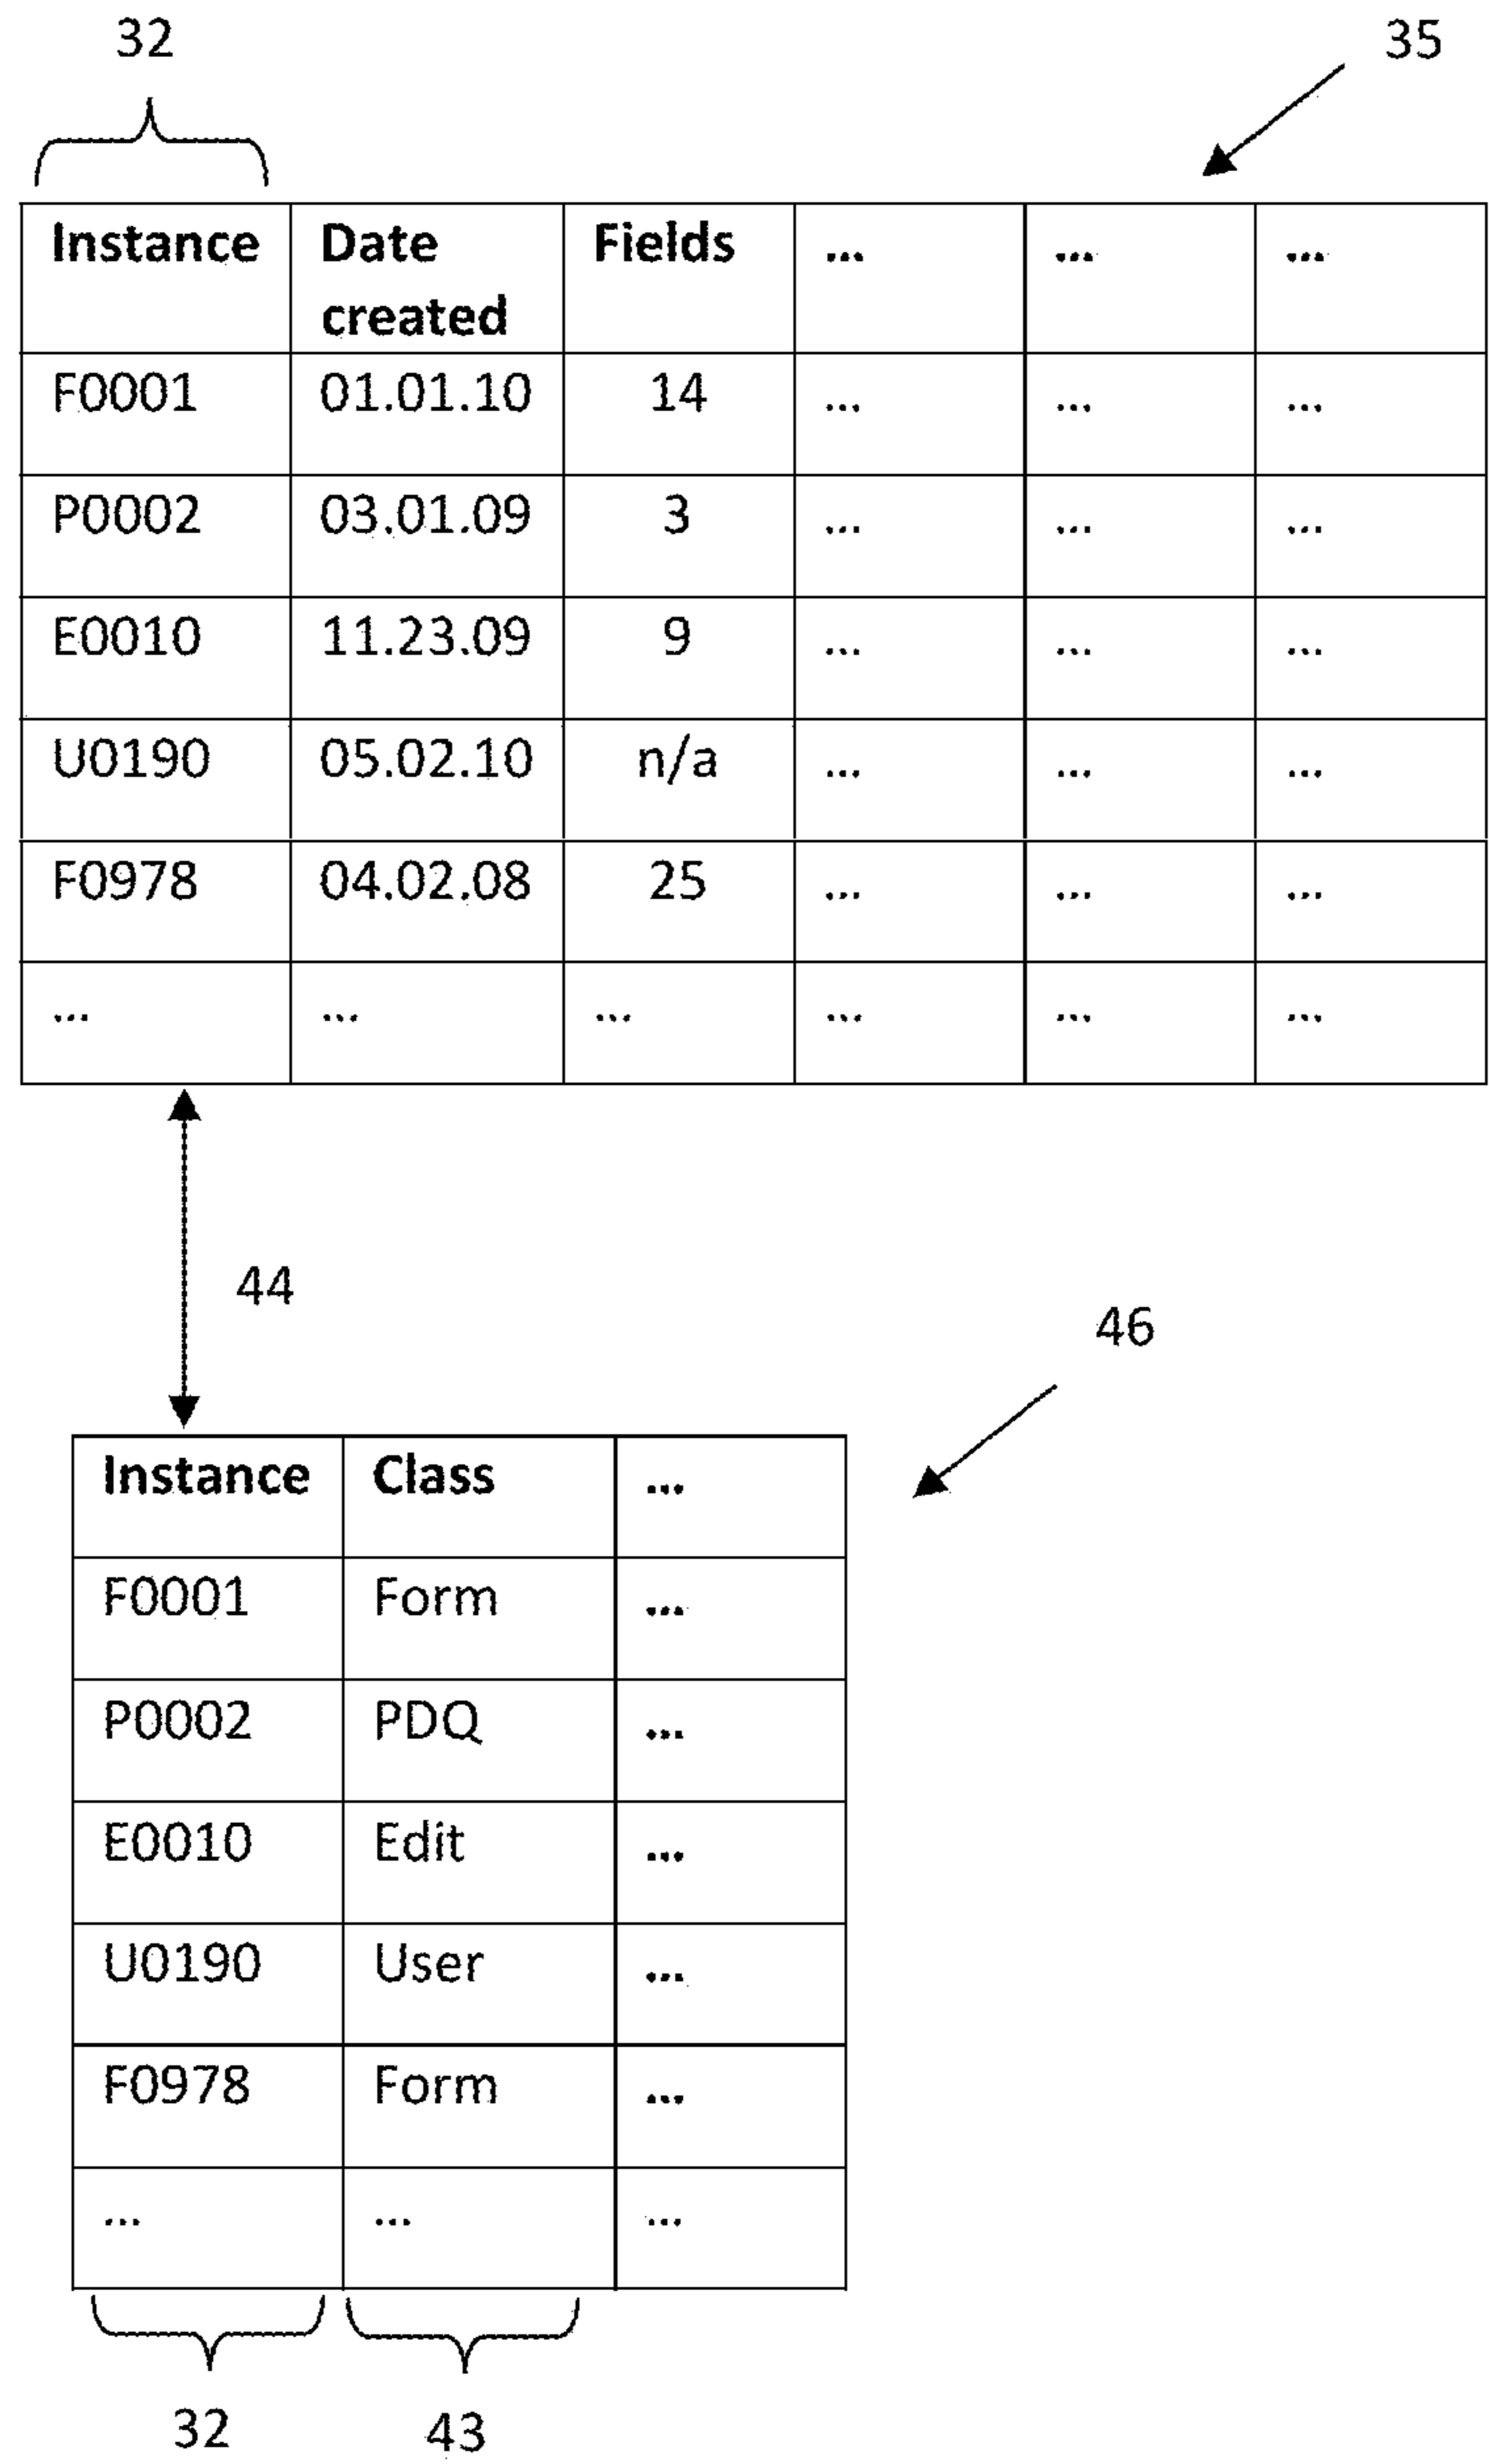 32
35
Instance Date created Fields ... ... ...
F0001 01.01.10 14 ... ... ...
P0002 03.01.09 3 ... ... ...
E0010 11.23.09 9 ... ... ...
U0190 05.02.10 n/a ... ... ...
F0978 04.02.08 25 ... ... ...
... ... ... ... ... ...
44
46
Instance Class ...
F0001 Form ...
P0002 PDQ ...
E0010 Edit ...
U0190 User ...
F0978 Form ...
... ... ...
32 43